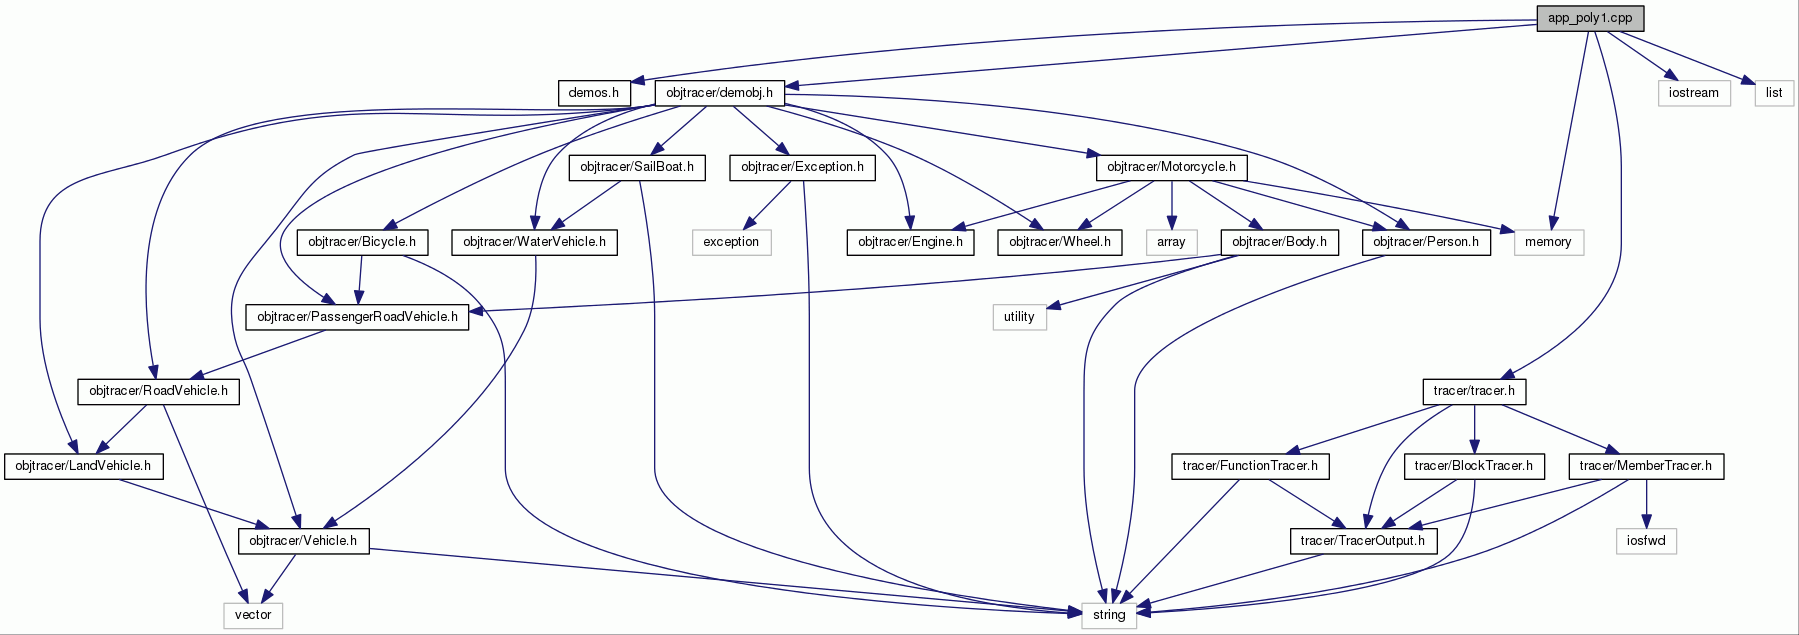 app_poly1.cpp
demos.h
objtracer/demobj.h
iostream
list
objtracer/SailBoat.h
objtracer/Exception.h
objtracer/Motorcycle.h
objtracer/Bicycle.h
objtracer/WaterVehicle.h
exception
objtracer/Engine.h
objtracer/Wheel.h
array
objtracer/Body.h
objtracer/Person.h
memory
objtracer/PassengerRoadVehicle.h
utility
objtracer/RoadVehicle.h
tracer/tracer.h
objtracer/LandVehicle.h
tracer/FunctionTracer.h
tracer/BlockTracer.h
tracer/MemberTracer.h
objtracer/Vehicle.h
tracer/TracerOutput.h
iosfwd
vector
string